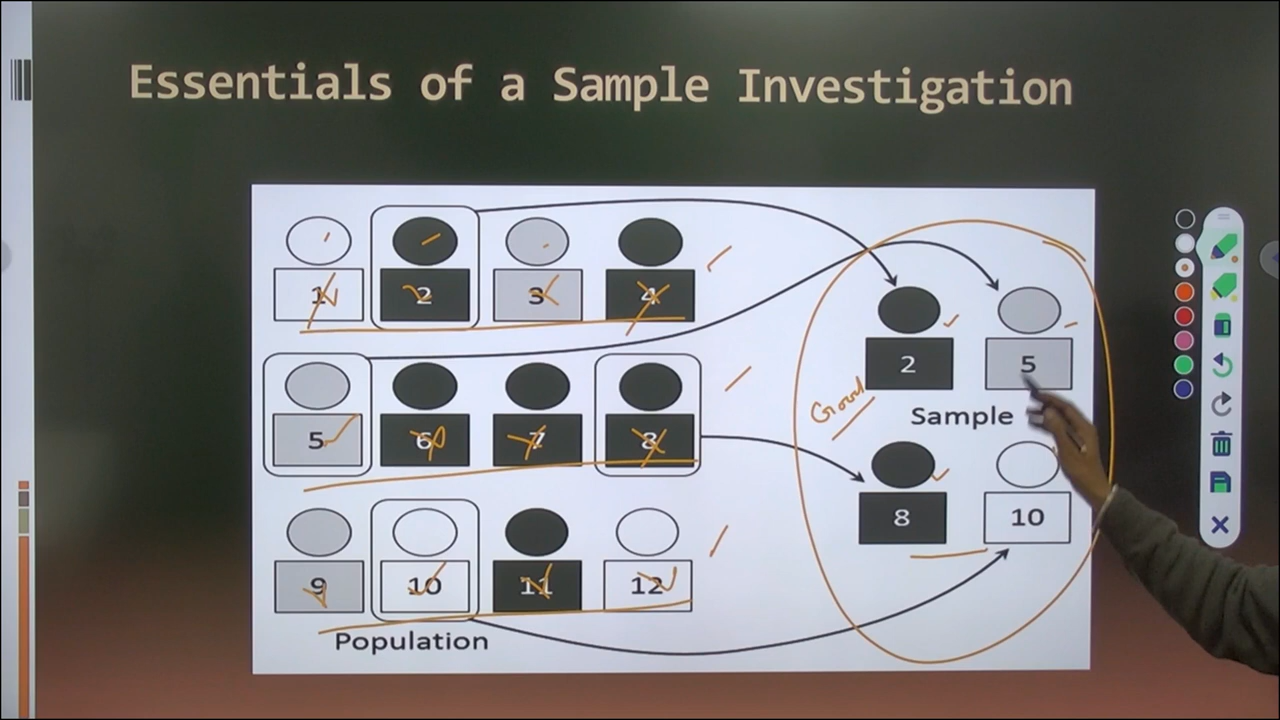 Essentials of a Sample Investigation
1 2 3 4
2 5
5 6 7 8
Sample
8 10
9 10 11 12
Population